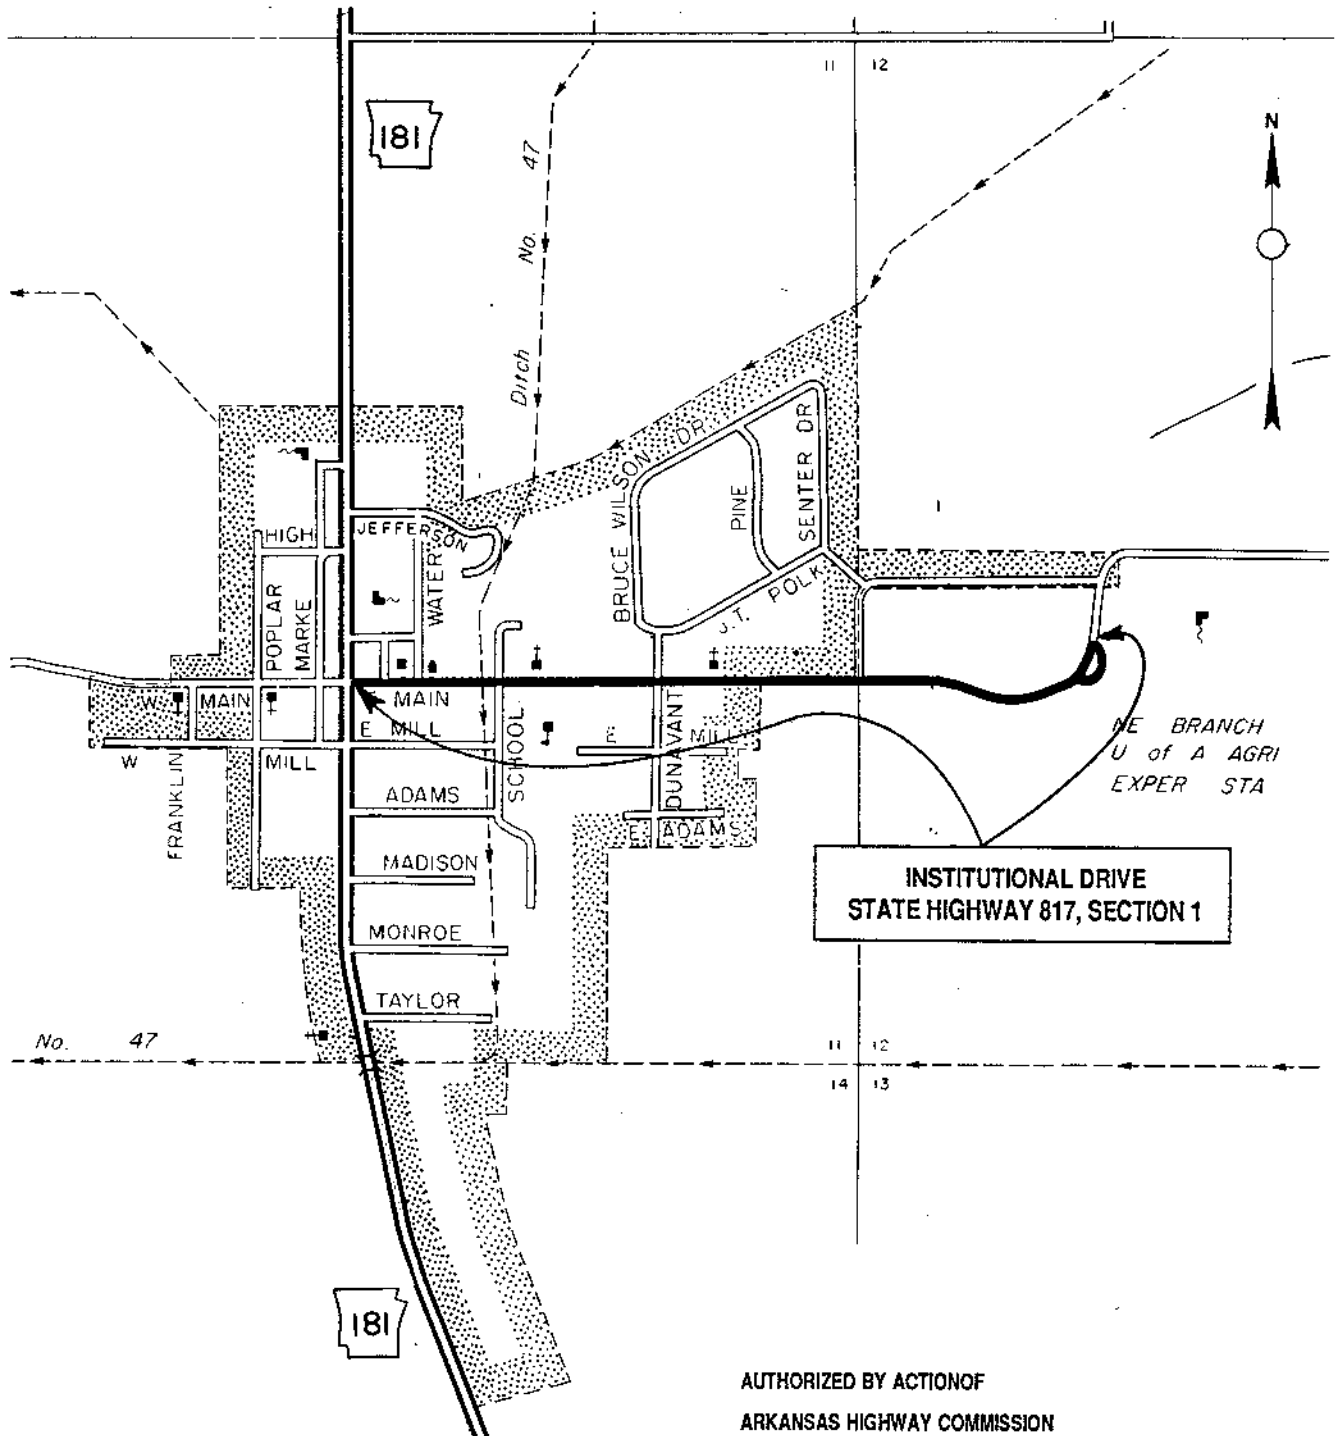 11 12
181
N
No. 47
Ditch
BRUCE WILSON DR.
PINE
SENTER DR
J.T. POLK
HIGH
JEFFERSON
WATER
POPLAR
MARKE
W MAIN
E MAIN
W MILL
E MILL
E MILL
FRANKLIN
SCHOOL
DUNAVANT
ADAMS
E ADAMS
NE BRANCH
U of A AGRI
EXPER STA
MADISON
INSTITUTIONAL DRIVE
STATE HIGHWAY 817, SECTION 1
MONROE
TAYLOR
No. 47
11 12
14 13
181
AUTHORIZED BY ACTIONOF
ARKANSAS HIGHWAY COMMISSION